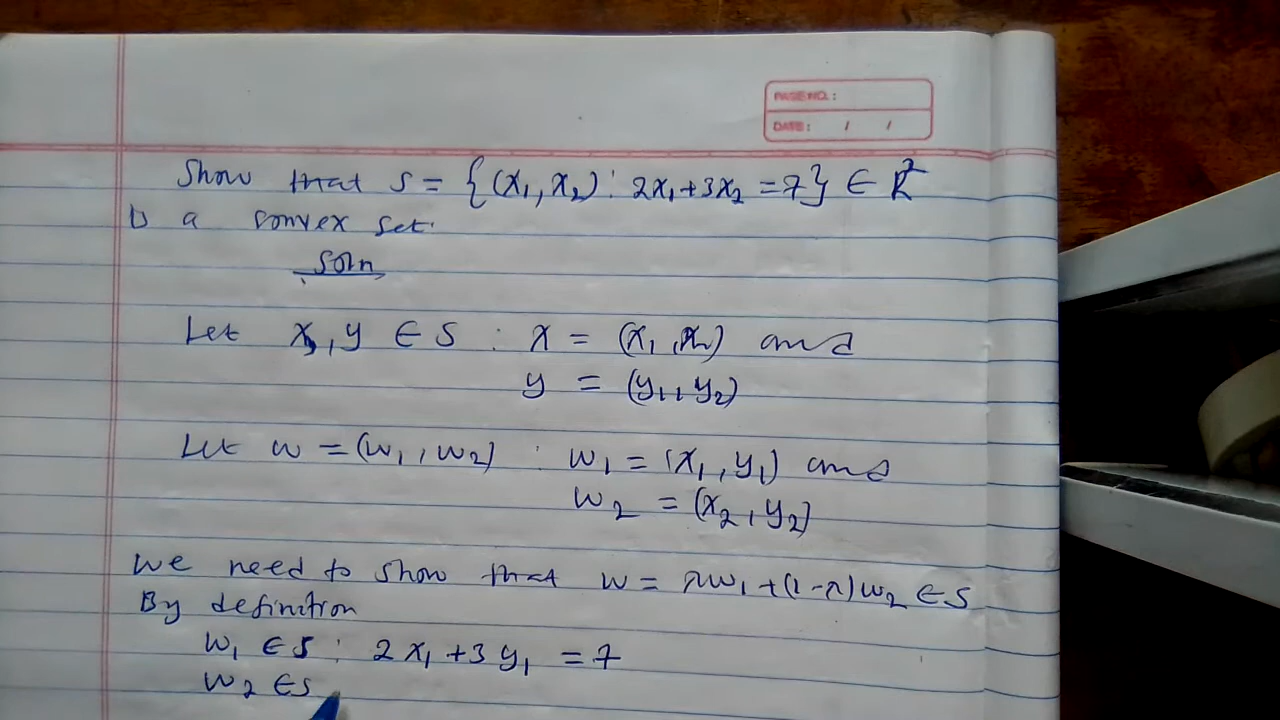 PAGE NO. :
DATE : / /
Show that S = {(x₁, x₂) : 2x₁ + 3x₂ = 7} ∈ R²
is a convex set.
Soln
Let x, y ∈ S : x = (x₁, x₂) and
y = (y₁, y₂)
Let w = (w₁, w₂) : w₁ = (x₁, y₁) and
w₂ = (x₂, y₂)
We need to show that w = λw₁ + (1-λ)w₂ ∈ S
By definition
w₁ ∈ S : 2x₁ + 3y₁ = 7
w₂ ∈ S